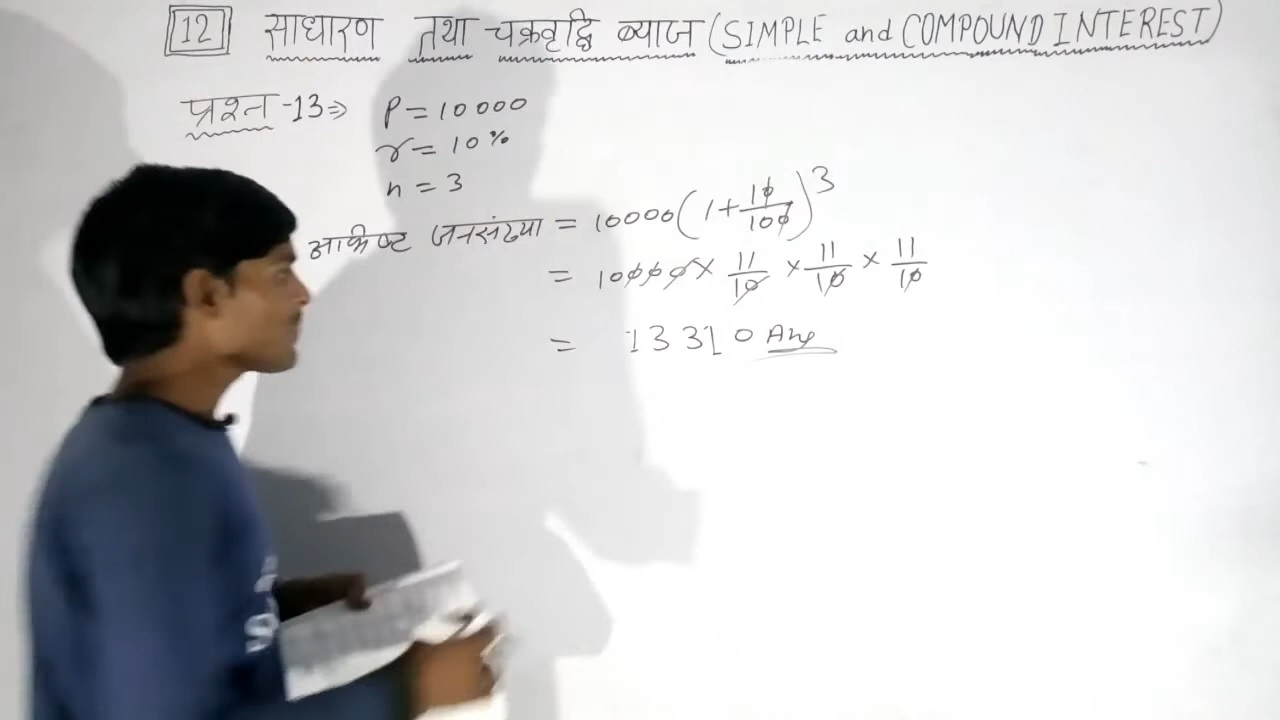 12 साधारण तथा चक्रवृद्धि ब्याज (SIMPLE and COMPOUND INTEREST)
प्रश्न-13⇒ P = 10000
r = 10%
n = 3
जनसंख्या = 10000(1+10/100)^3
= 10000 × 11/10 × 11/10 × 11/10
= 13310 Ans